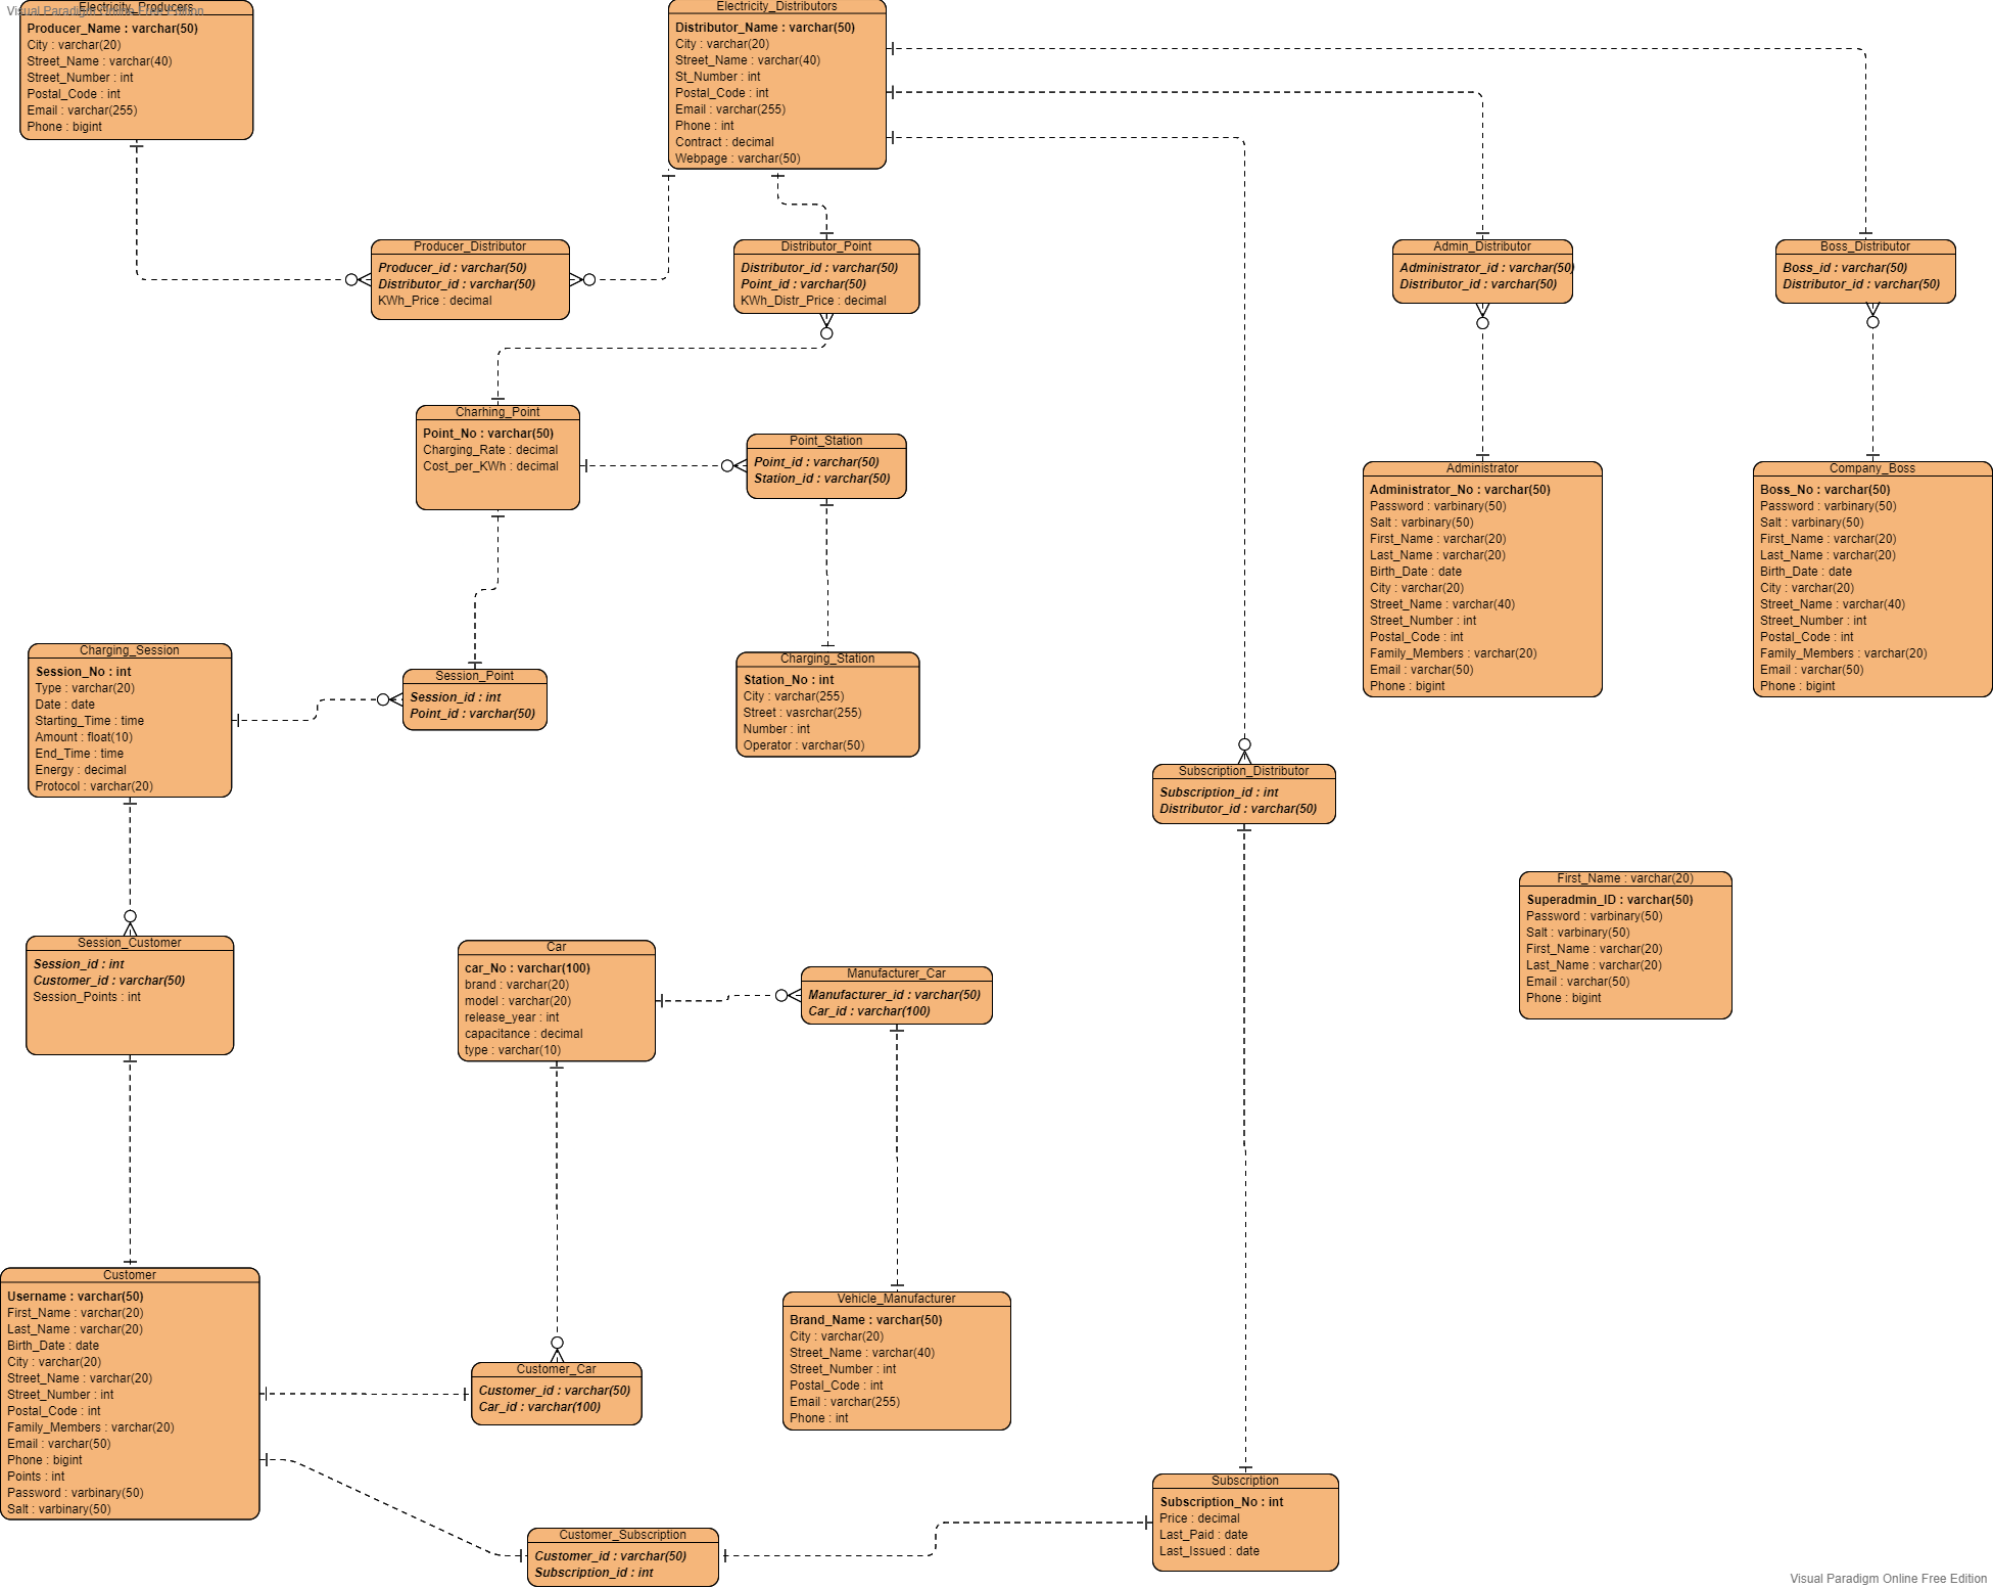 Visual Paradigm Online Free Edition
Electricity_Producers
Producer_Name : varchar(50)
City : varchar(20)
Street_Name : varchar(40)
Street_Number : int
Postal_Code : int
Email : varchar(255)
Phone : bigint
Electricity_Distributors
Distributor_Name : varchar(50)
City : varchar(20)
Street_Name : varchar(40)
St_Number : int
Postal_Code : int
Email : varchar(255)
Phone : int
Contract : decimal
Webpage : varchar(50)
Producer_Distributor
Producer_id : varchar(50)
Distributor_id : varchar(50)
KWh_Price : decimal
Distributor_Point
Distributor_id : varchar(50)
Point_id : varchar(50)
KWh_Distr_Price : decimal
Admin_Distributor
Administrator_id : varchar(50)
Distributor_id : varchar(50)
Boss_Distributor
Boss_id : varchar(50)
Distributor_id : varchar(50)
Charhing_Point
Point_No : varchar(50)
Charging_Rate : decimal
Cost_per_KWh : decimal
Point_Station
Point_id : varchar(50)
Station_id : varchar(50)
Administrator
Administrator_No : varchar(50)
Password : varbinary(50)
Salt : varbinary(50)
First_Name : varchar(20)
Last_Name : varchar(20)
Birth_Date : date
City : varchar(20)
Street_Name : varchar(40)
Street_Number : int
Postal_Code : int
Family_Members : varchar(20)
Email : varchar(50)
Phone : bigint
Company_Boss
Boss_No : varchar(50)
Password : varbinary(50)
Salt : varbinary(50)
First_Name : varchar(20)
Last_Name : varchar(20)
Birth_Date : date
City : varchar(20)
Street_Name : varchar(40)
Street_Number : int
Postal_Code : int
Family_Members : varchar(20)
Email : varchar(50)
Phone : bigint
Charging_Session
Session_No : int
Type : varchar(20)
Date : date
Starting_Time : time
Amount : float(10)
End_Time : time
Energy : decimal
Protocol : varchar(20)
Session_Point
Session_id : int
Point_id : varchar(50)
Charging_Station
Station_No : int
City : varchar(255)
Street : vasrchar(255)
Number : int
Operator : varchar(50)
Subscription_Distributor
Subscription_id : int
Distributor_id : varchar(50)
First_Name : varchar(20)
Superadmin_ID : varchar(50)
Password : varbinary(50)
Salt : varbinary(50)
First_Name : varchar(20)
Last_Name : varchar(20)
Email : varchar(50)
Phone : bigint
Session_Customer
Session_id : int
Customer_id : varchar(50)
Session_Points : int
Car
car_No : varchar(100)
brand : varchar(20)
model : varchar(20)
release_year : int
capacitance : decimal
type : varchar(10)
Manufacturer_Car
Manufacturer_id : varchar(50)
Car_id : varchar(100)
Customer
Username : varchar(50)
First_Name : varchar(20)
Last_Name : varchar(20)
Birth_Date : date
City : varchar(20)
Street_Name : varchar(20)
Street_Number : int
Postal_Code : int
Family_Members : varchar(20)
Email : varchar(50)
Phone : bigint
Points : int
Password : varbinary(50)
Salt : varbinary(50)
Vehicle_Manufacturer
Brand_Name : varchar(50)
City : varchar(20)
Street_Name : varchar(40)
Street_Number : int
Postal_Code : int
Email : varchar(255)
Phone : int
Customer_Car
Customer_id : varchar(50)
Car_id : varchar(100)
Subscription
Subscription_No : int
Price : decimal
Last_Paid : date
Last_Issued : date
Customer_Subscription
Customer_id : varchar(50)
Subscription_id : int
Visual Paradigm Online Free Edition